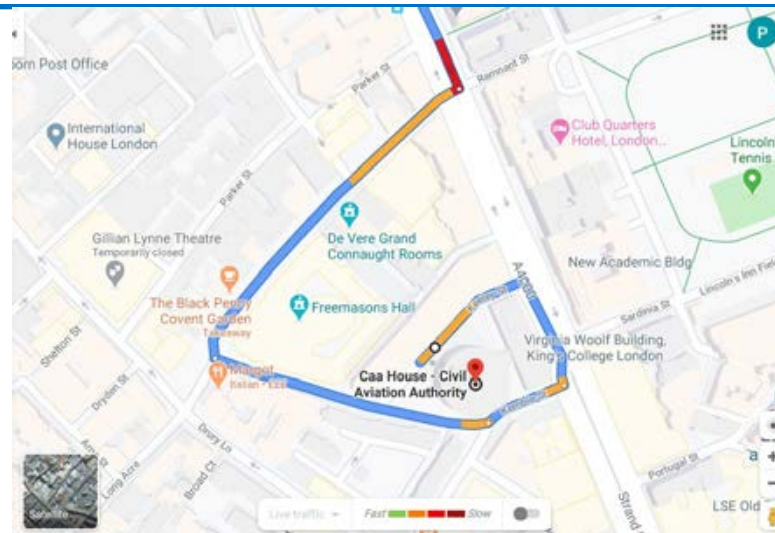 orn Post Office
Parker St
Remnant St
P
International
House London
Club Quarters
Hotel, London...
Lincoln
Tennis
Parker St
Gillian Lynne Theatre
Temporarily closed
De Vere Grand
Connaught Rooms
A4200
New Academic Bldg
The Black Penny
Covent Garden
Takeaway
Freemasons Hall
Lincoln's Inn Field
Sardinia St
Virginia Woolf Building,
King's College London
Shelton St
Margot
Italian
Caa House - Civil
Aviation Authority
Dryden St
Drury Ln
Long Acre
Broad Ct
Portugal St
Satellite
Live traffic
Fast
Slow
Strand
LSE Old